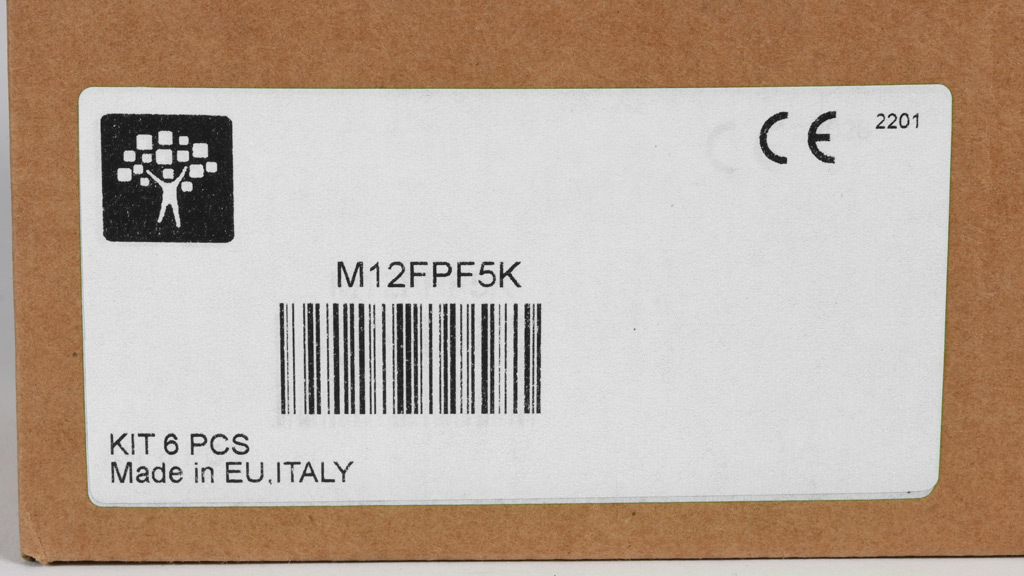 CE 2201
M12FPF5K
KIT 6 PCS
Made in EU,ITALY